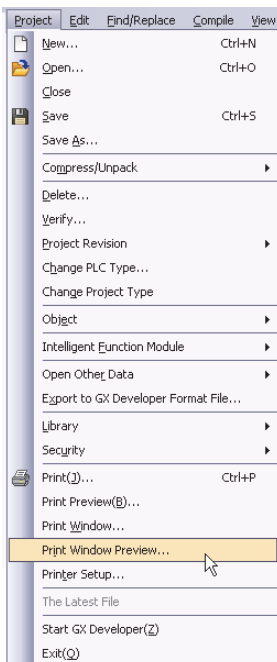 Project Edit Find/Replace Compile View
New... Ctrl+N
Open... Ctrl+O
Close
Save Ctrl+S
Save As...
Compress/Unpack
Delete...
Verify...
Project Revision
Change PLC Type...
Change Project Type
Object
Intelligent Function Module
Open Other Data
Export to GX Developer Format File...
Library
Security
Print(J)... Ctrl+P
Print Preview(B)...
Print Window...
Print Window Preview...
Printer Setup...
The Latest File
Start GX Developer(Z)
Exit(Q)